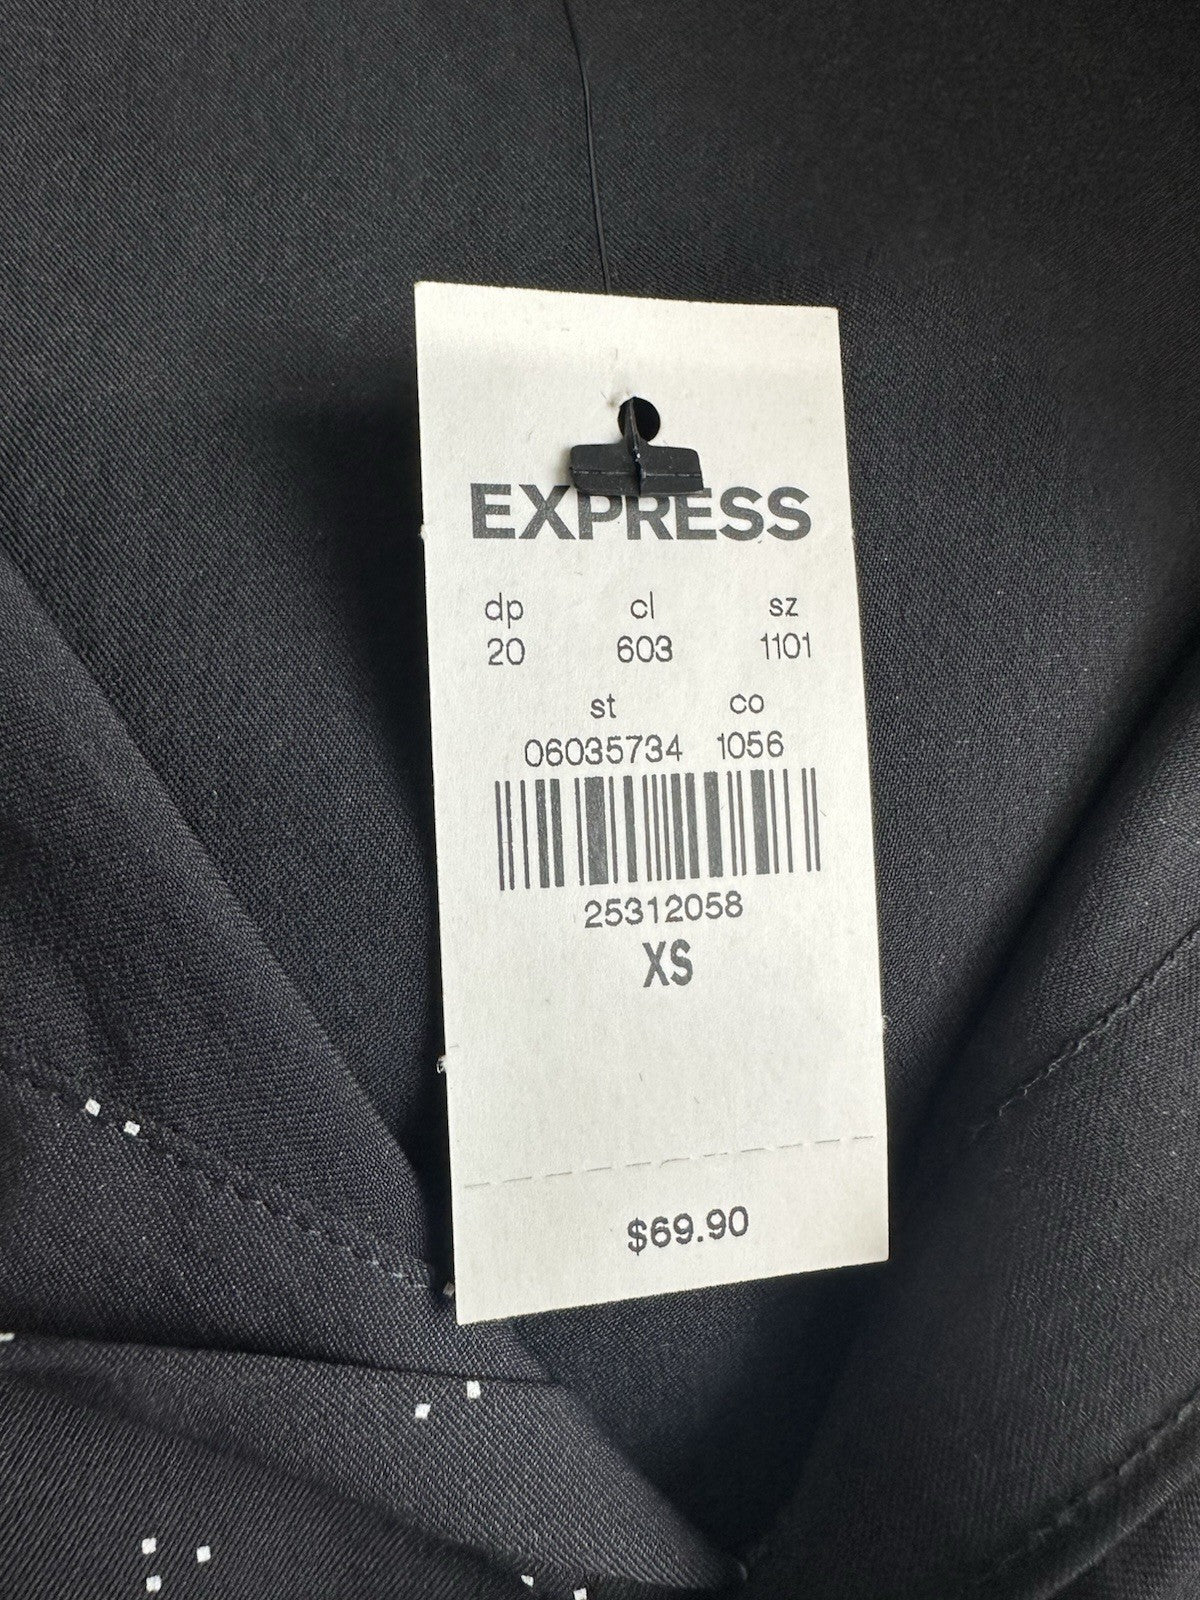 EXPRESS
dp cl sz
20 603 1101
st co
06035734 1056
25312058
XS
$69.90